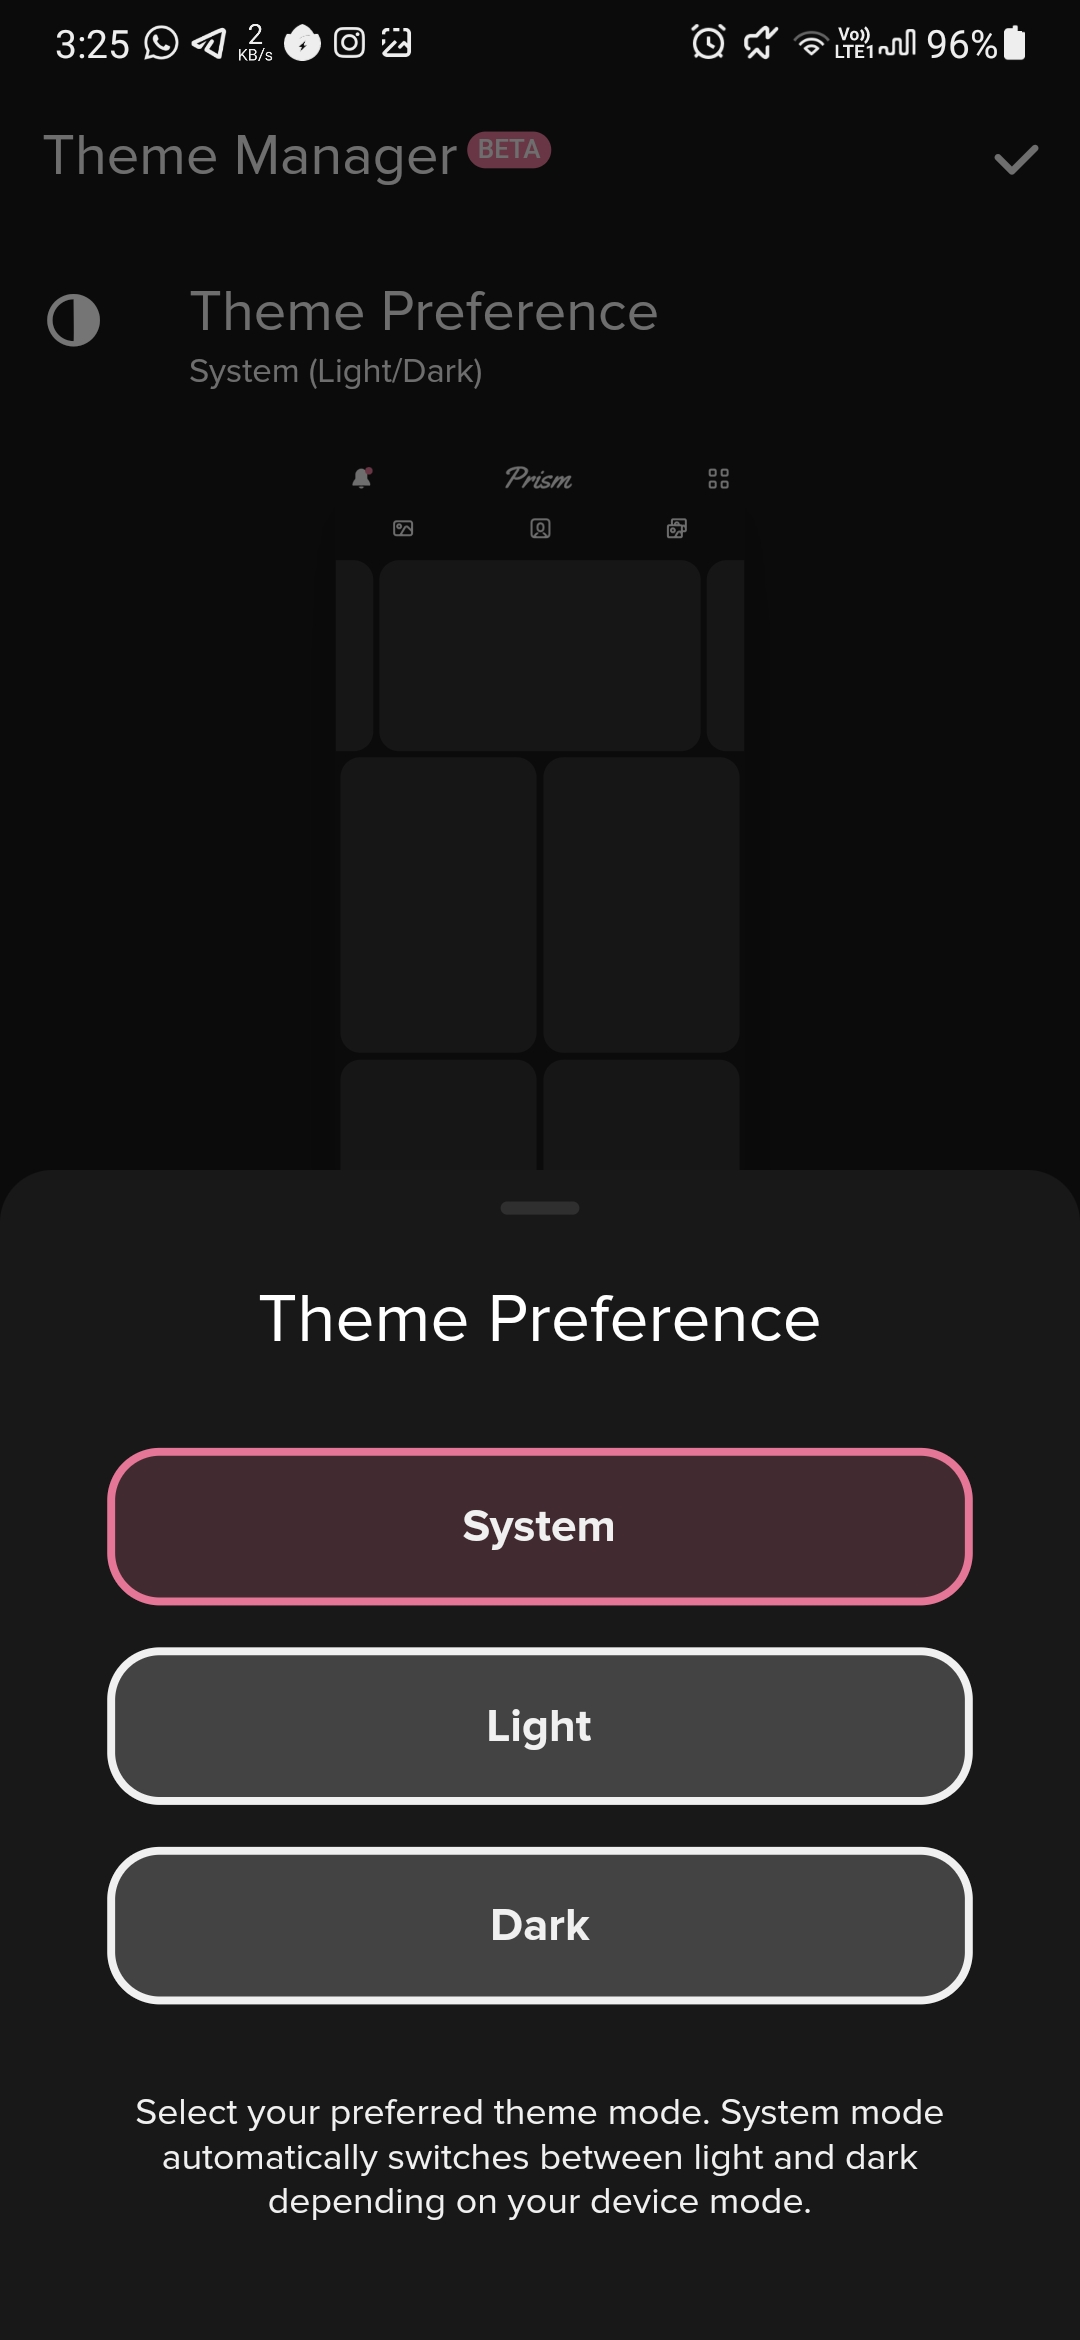 3:25 2 KB/s Vo)) LTE1 96%
Theme Manager BETA
Theme Preference
System (Light/Dark)
Prism
Theme Preference
System
Light
Dark
Select your preferred theme mode. System mode
automatically switches between light and dark
depending on your device mode.